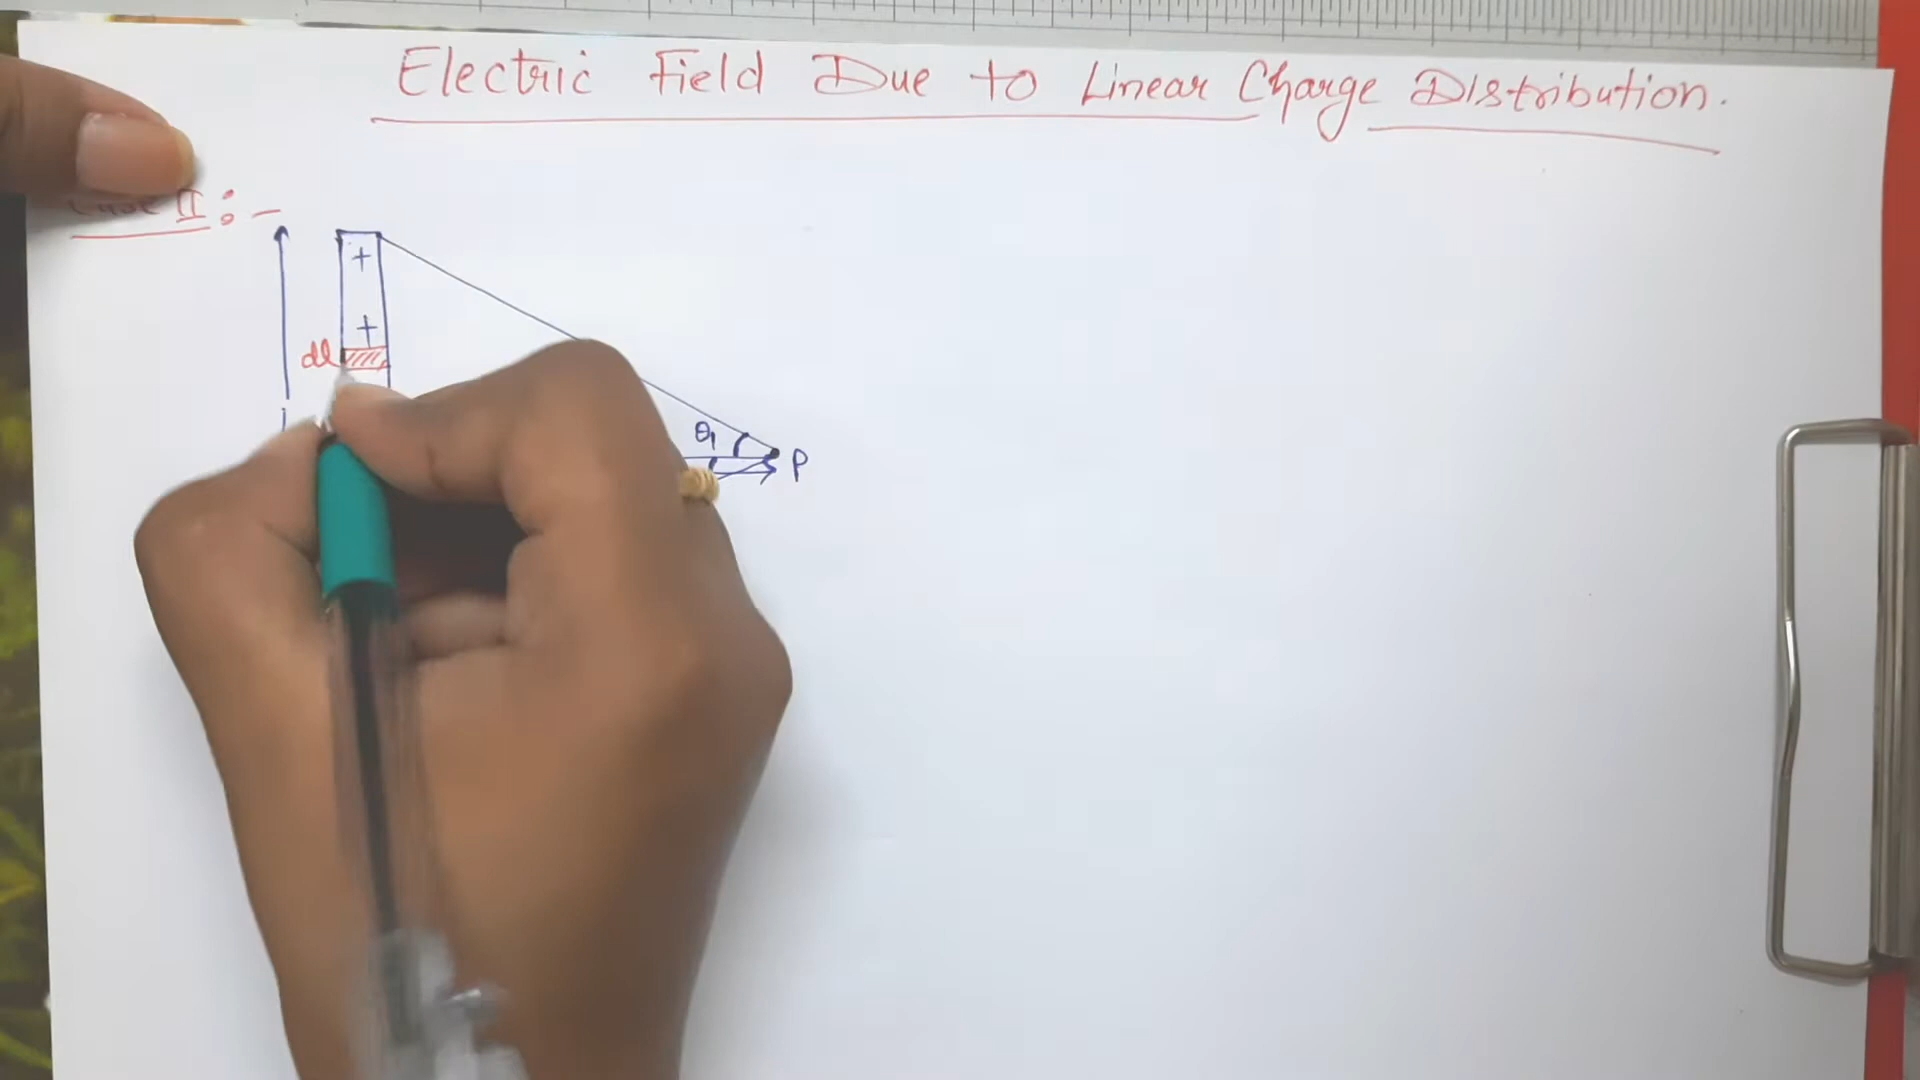 Electric Field Due to Linear Charge Distribution.
Case II : -
+
+
dl
θ1
P